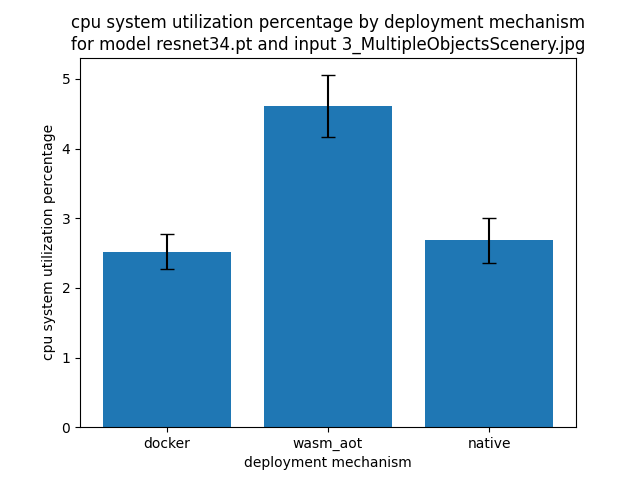 cpu system utilization percentage by deployment mechanism
for model resnet34.pt and input 3_MultipleObjectsScenery.jpg
cpu system utilization percentage
5
4
3
2
1
0
docker
wasm_aot
native
deployment mechanism